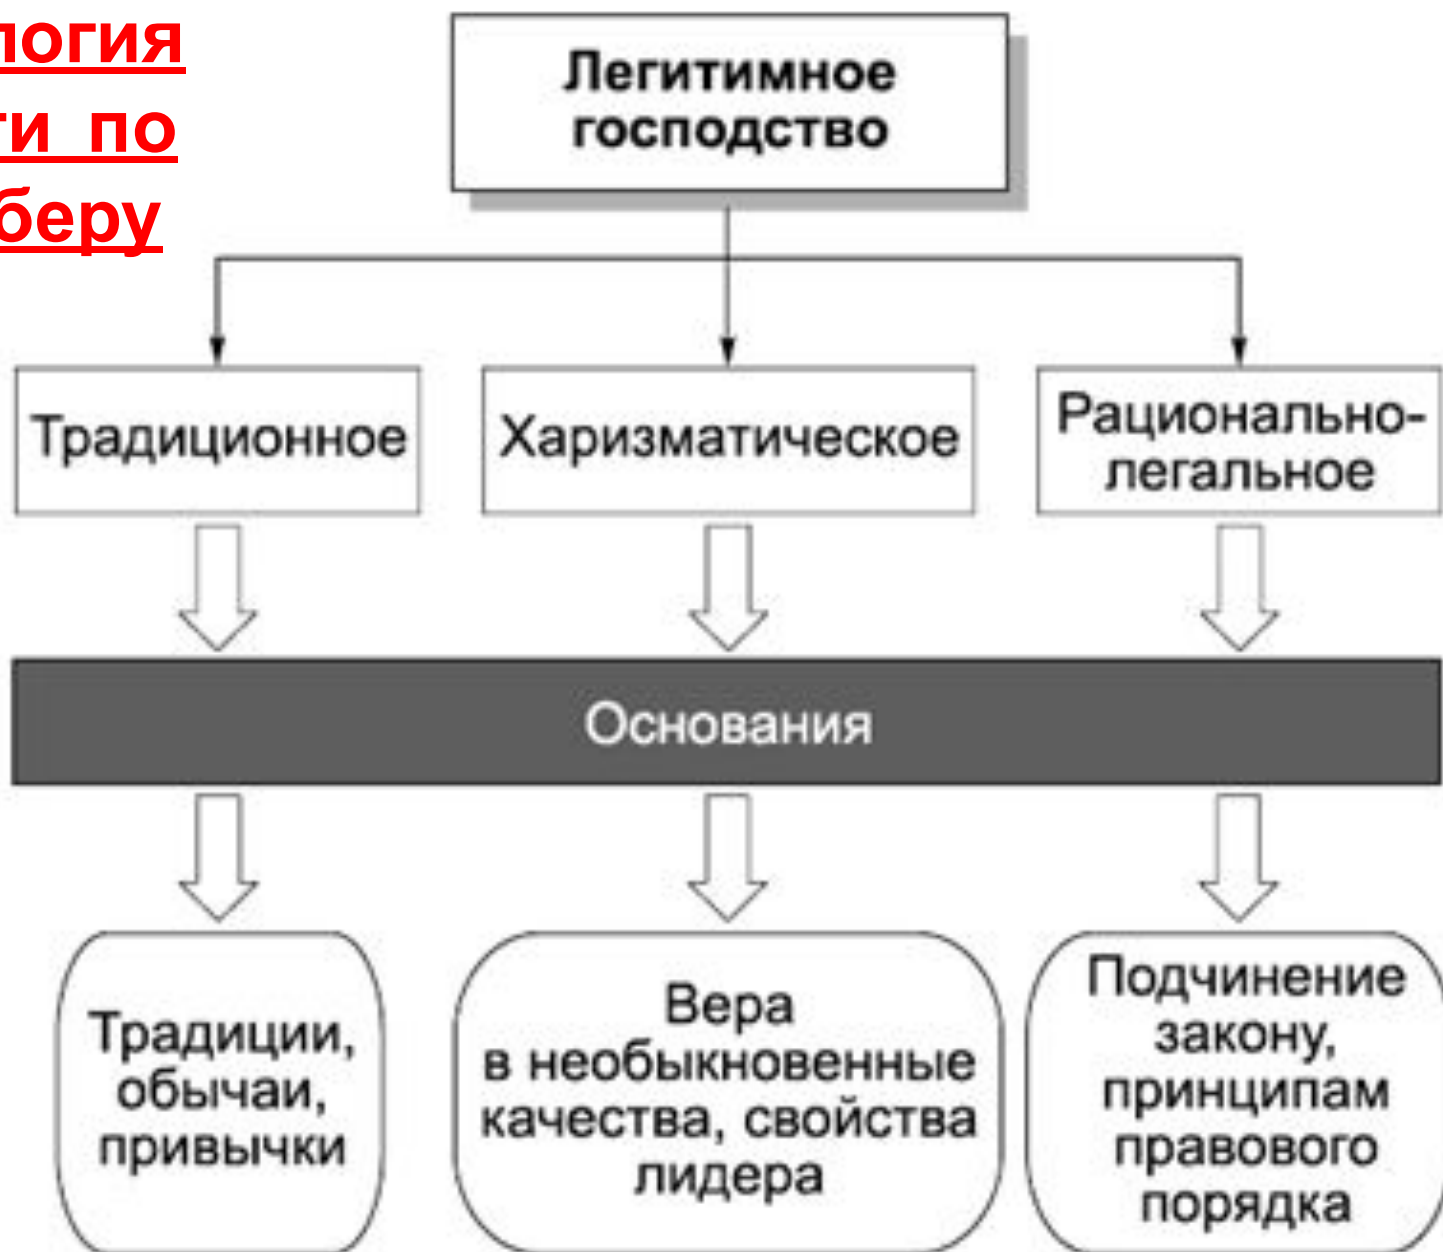 логия
ти по
беру
Легитимное
господство
Традиционное
Харизматическое
Рационально-
легальное
Основания
Традиции,
обычаи,
привычки
Вера
в необыкновенные
качества, свойства
лидера
Подчинение
закону,
принципам
правового
порядка